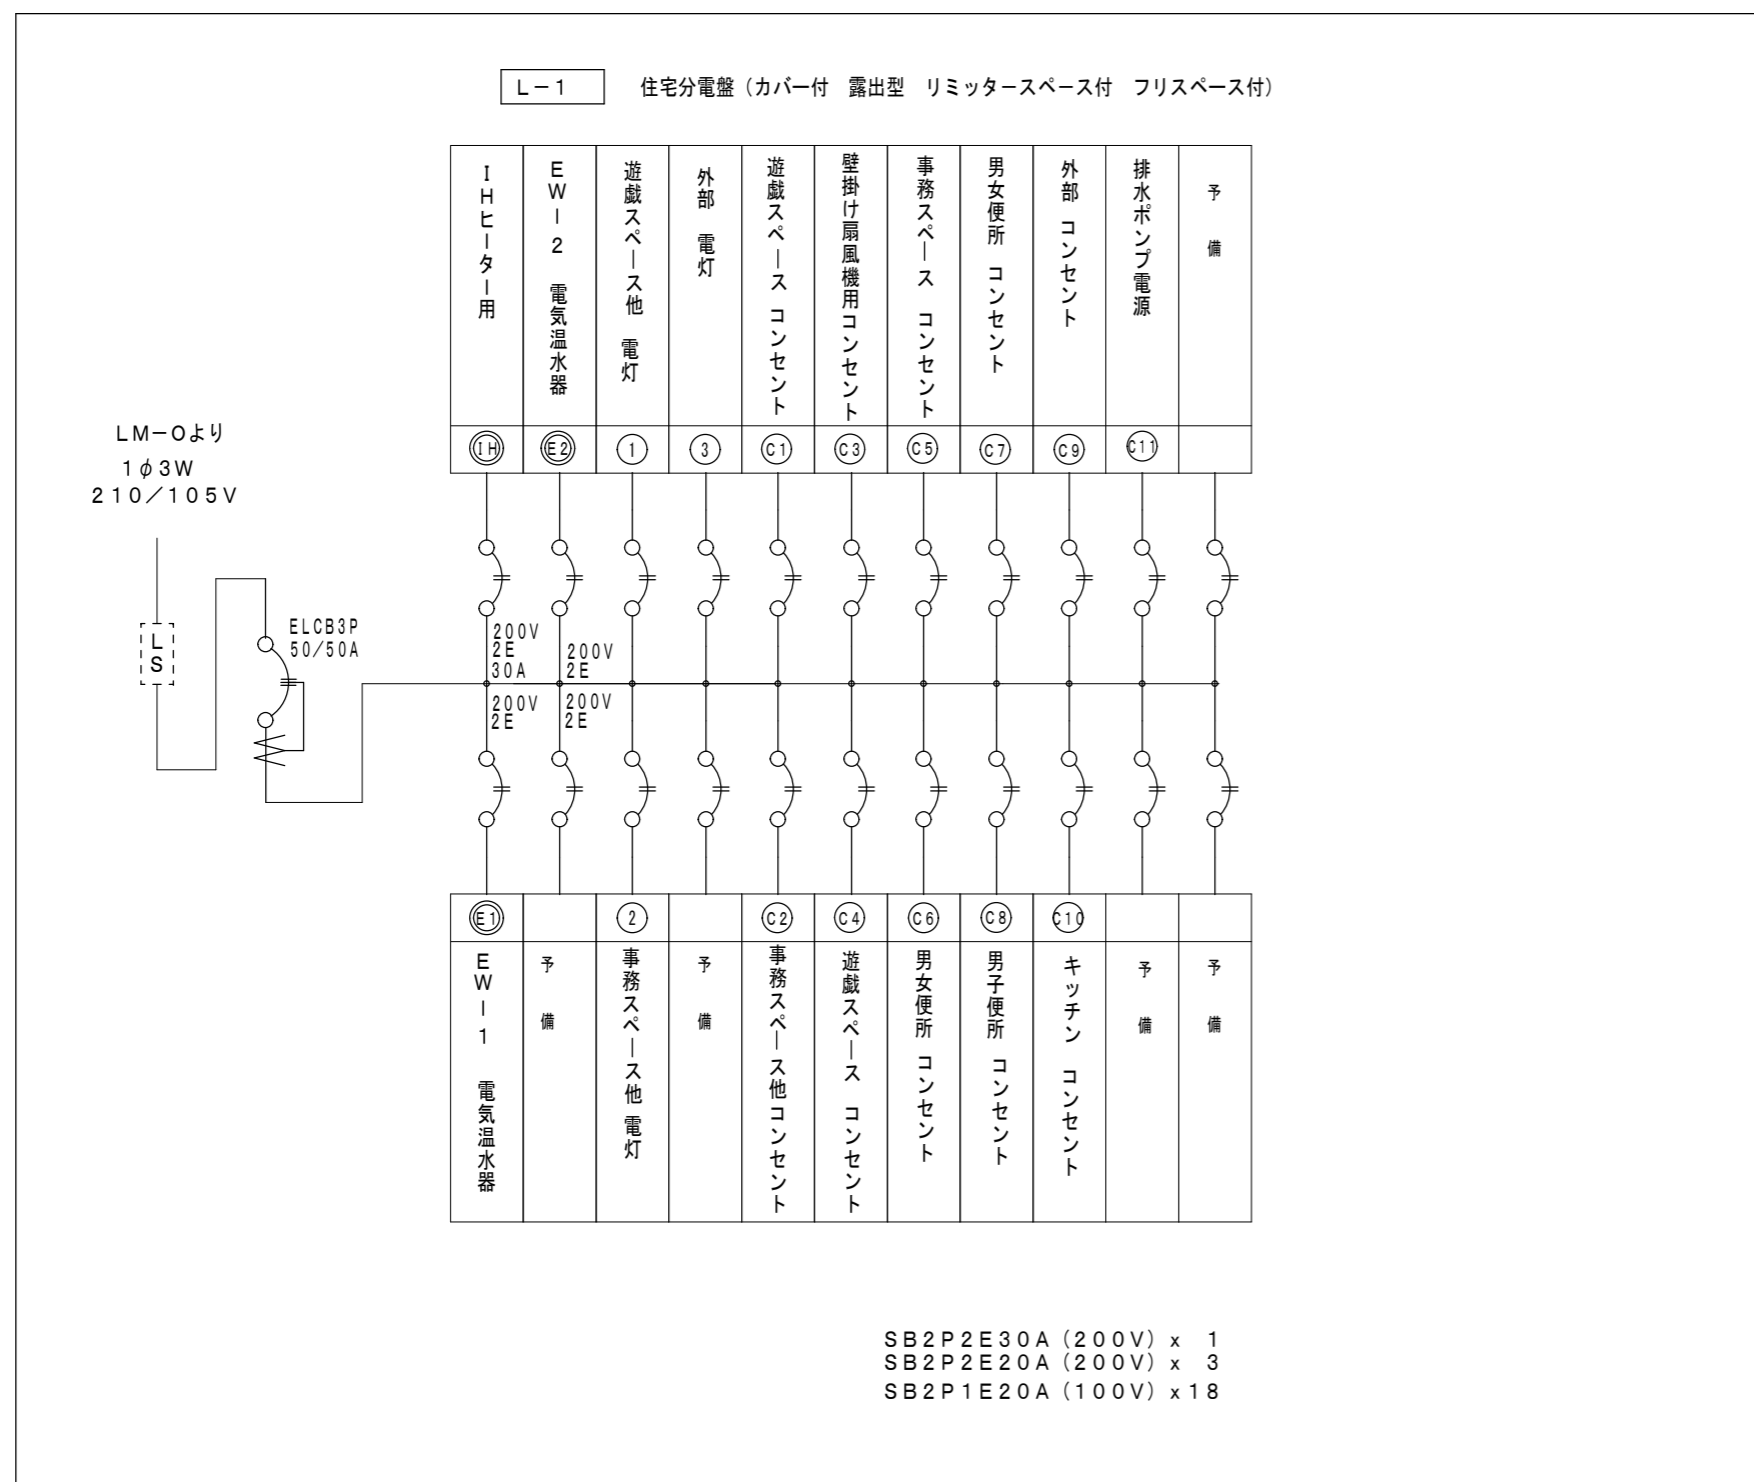 L－1
住宅分電盤（カバー付　露出型　リミッタースペース付　フリスペース付）
IHヒーター用
EW－2　電気温水器
遊戯スペース他　電灯
外部　電灯
遊戯スペース　コンセント
壁掛け扇風機用コンセント
事務スペース　コンセント
男女便所　コンセント
外部　コンセント
排水ポンプ電源
予　備
IH
E2
1
3
C1
C3
C5
C7
C9
C11
LM－Oより
1φ3W
210／105V
LS
ELCB3P
50/50A
200V
2E
30A
200V
2E
200V
2E
200V
2E
E1
2
C2
C4
C6
C8
C10
EW－1　電気温水器
予　備
事務スペース他　電灯
予　備
事務スペース他コンセント
遊戯スペース　コンセント
男女便所　コンセント
男子便所　コンセント
キッチン　コンセント
予　備
予　備
SB2P2E30A（200V）x　1
SB2P2E20A（200V）x　3
SB2P1E20A（100V）x18